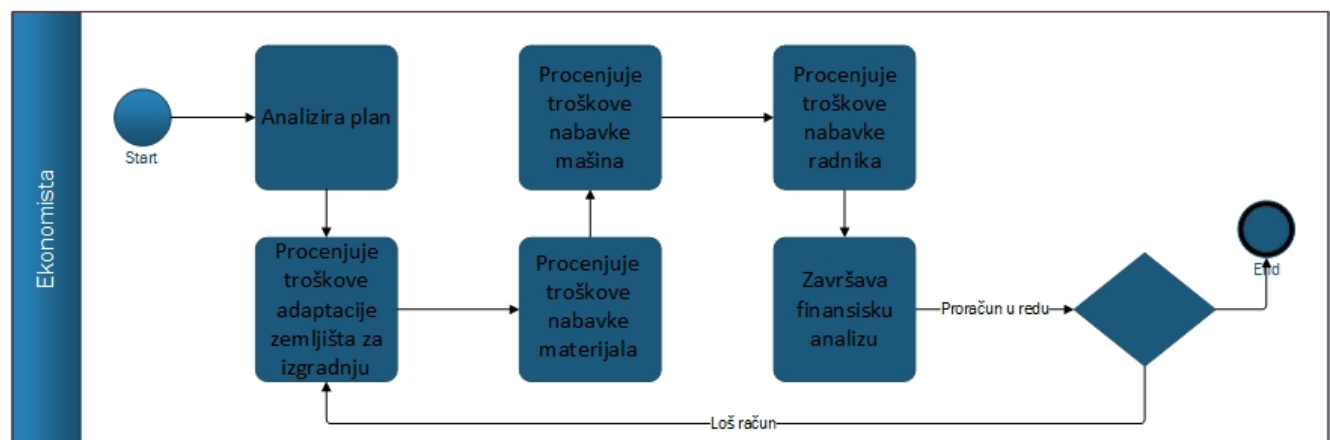 Ekonomista
Start
Analizira plan
Procenjuje
troškove
adaptacije
zemljišta za
izgradnju
Procenjuje
troškove
nabavke
materijala
Procenjuje
troškove
nabavke
mašina
Procenjuje
troškove
nabavke
radnika
Završava
finansisku
analizu
Proračun u redu
Loš račun
End